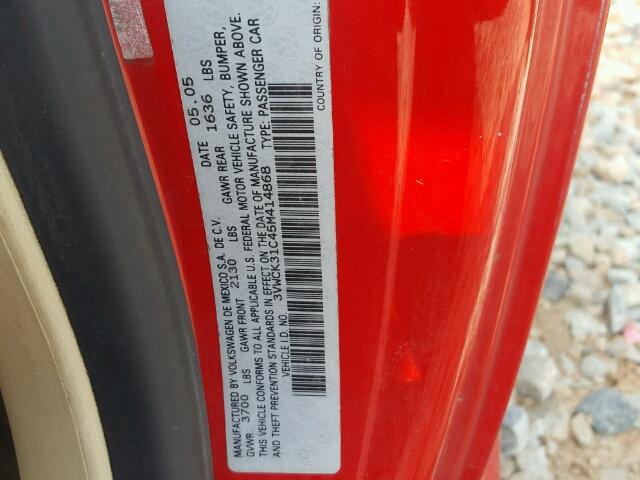 MANUFACTURED BY VOLKSWAGEN DE MEXICO S.A. DE C.V. DATE 05.05
GVWR 3700 LBS GAWR FRONT 2130 LBS GAWR REAR 1636 LBS
THIS VEHICLE CONFORMS TO ALL APPLICABLE U.S. FEDERAL MOTOR VEHICLE SAFETY, BUMPER,
AND THEFT PREVENTION STANDARDS IN EFFECT ON THE DATE OF MANUFACTURE SHOWN ABOVE.
VEHICLE I.D. NO. 3VWCK31C45M414868 TYPE: PASSENGER CAR
COUNTRY OF ORIGIN: